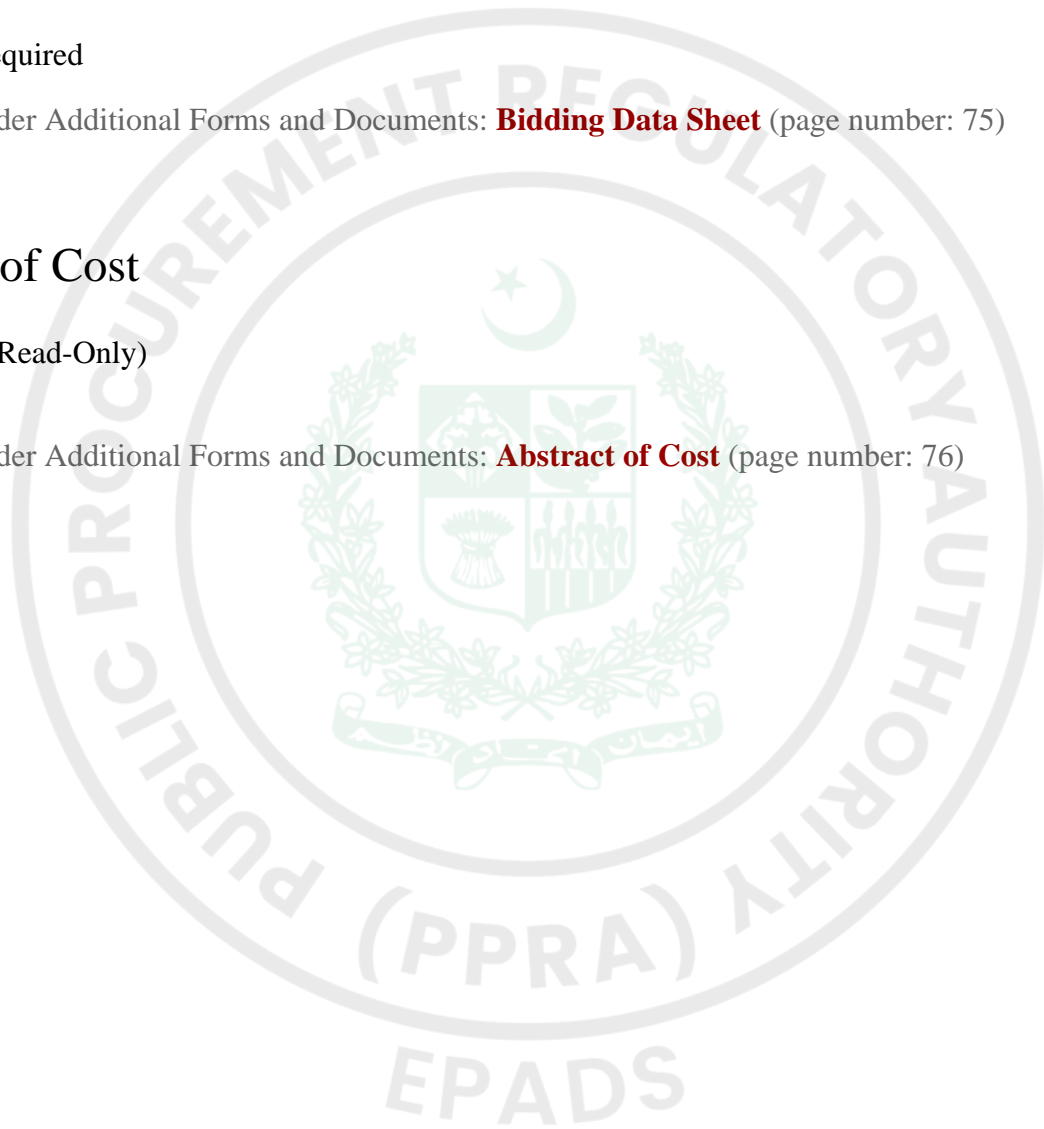 equired
der Additional Forms and Documents: Bidding Data Sheet (page number: 75)
of Cost
Read-Only)
der Additional Forms and Documents: Abstract of Cost (page number: 76)
PUBLIC PROCUREMENT REGULATORY AUTHORITY
(PPRA)
EPADS